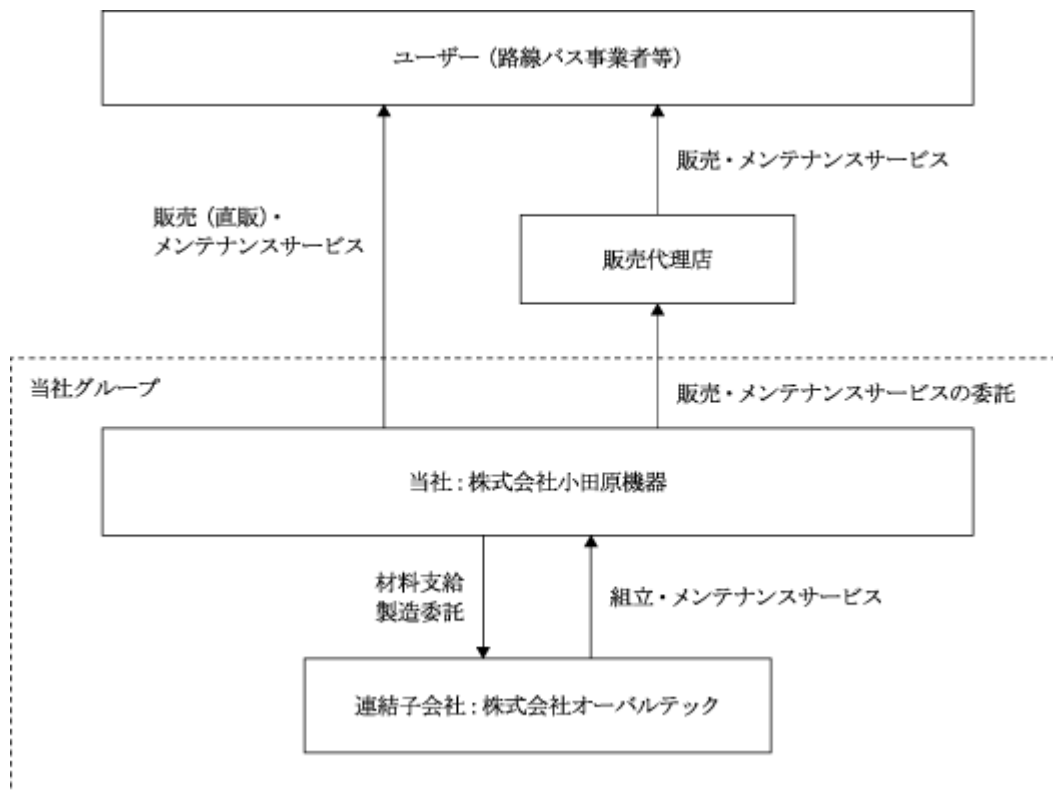 ユーザー（路線バス事業者等）
販売・メンテナンスサービス
販売（直販）・
メンテナンスサービス
販売代理店
当社グループ
販売・メンテナンスサービスの委託
当社：株式会社小田原機器
材料支給
製造委託
組立・メンテナンスサービス
連結子会社：株式会社オーバルテック